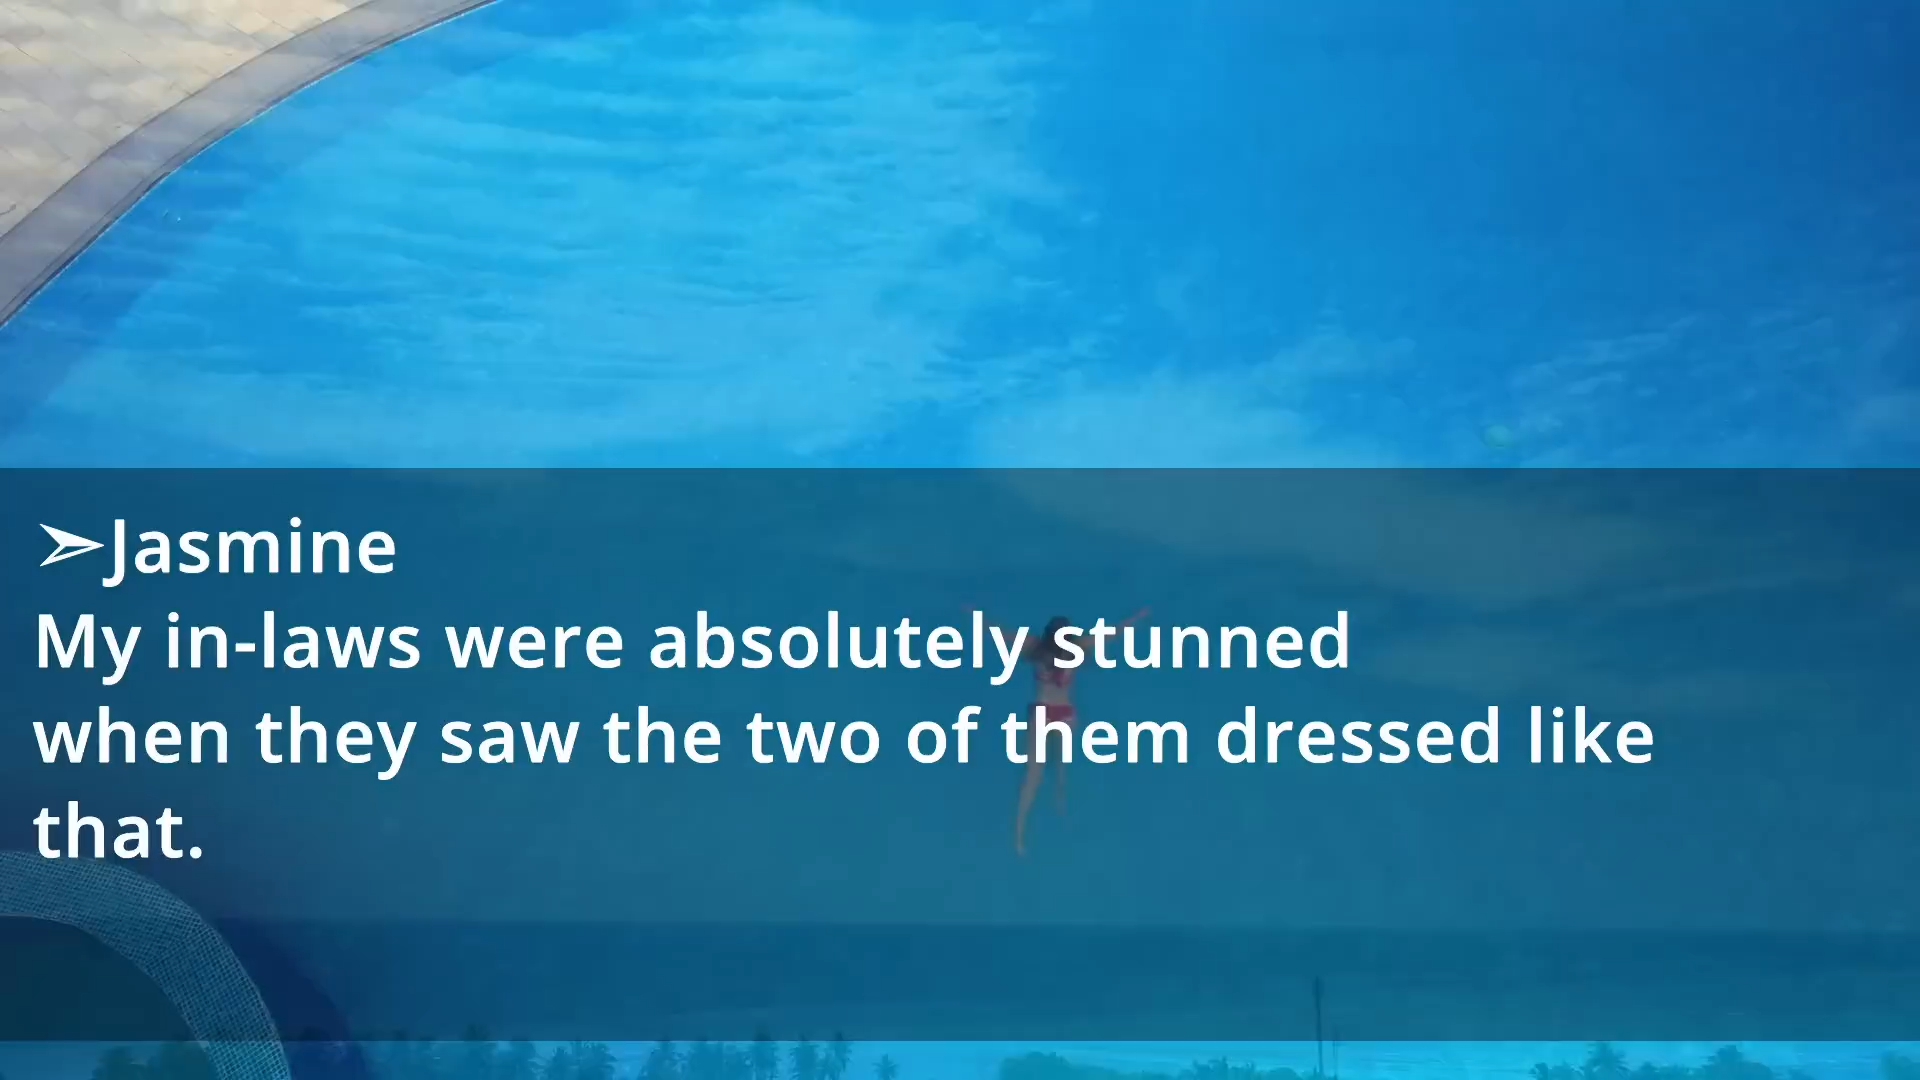 ➢Jasmine
My in-laws were absolutely stunned
when they saw the two of them dressed like
that.